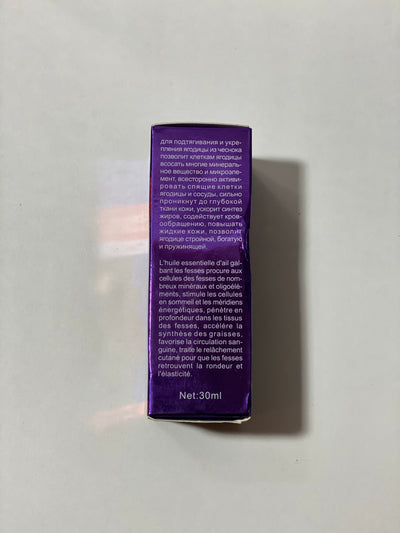 для подтягивания и укре-
пления ягодицы из чеснока
позволит клеткам ягодицы
всосать многие минераль-
ное вещество и микроэле-
мент, всесторонно активи-
ровать спящие клетки
ягодицы и сосуды, сильно
проникнут до глубокой
ткани кожи, ускорит синтез
жиров, содействует кров-
ообращению, повышать
жидкие кожи, позволит
ягодице стройной, богатую
и пружинящей.
L'huile essentielle d'ail gal-
bant les fesses procure aux
cellules des fesses de nom-
breux minéraux et oligoélé-
ments, stimule les cellules
en sommeil et les méridiens
énergétiques, pénètre en
profondeur dans les tissus
des fesses, accélère la
synthèse des graisses,
favorise la circulation san-
guine, traite le relâchement
cutané pour que les fesses
retrouvent la rondeur et
l'élasticité.
Net:30ml